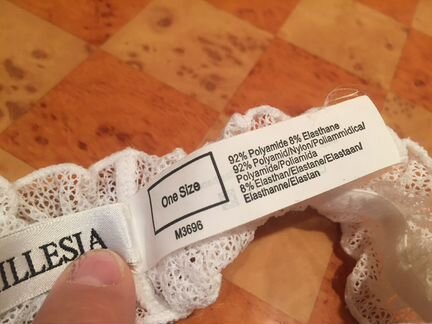 ILLESIA
One Size
M3696
92% Polyamide 8% Elasthane
92% Polyamid/Nylon/Poliammidica/
Polyamide/Poliamida
8% Elasthan/Elastane/Elastaan/
Elasthanne/Elastan